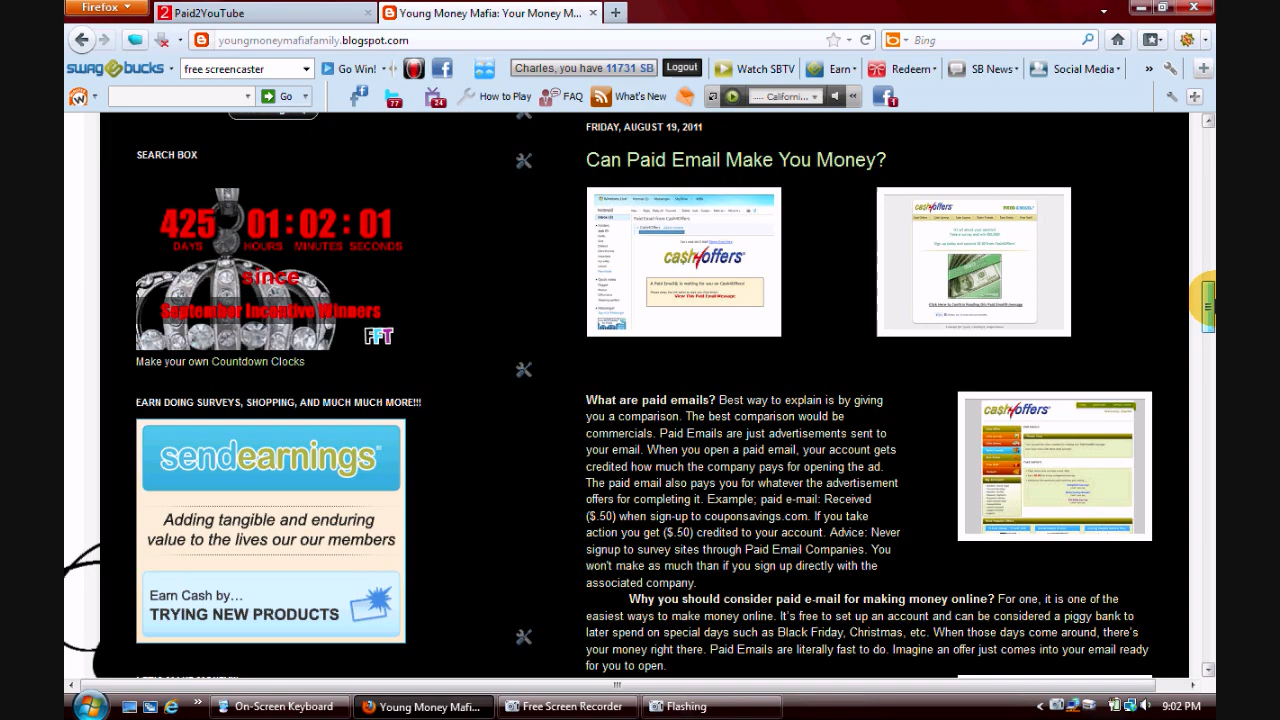 Firefox
Paid2YouTube
Young Money Mafia: Your Money M...
youngmoneymafiafamily.blogspot.com
Bing
swagbucks
free screencaster
Go Win!
Charles, you have 11731 SB
Logout
Watch SBTV
Earn
Redeem
SB News
Social Media
Go
77
24
How to Play
FAQ
What's New
.... Californi...
1
FRIDAY, AUGUST 19, 2011
SEARCH BOX
Can Paid Email Make You Money?
425 01:02:01
DAYS HOURS MINUTES SECONDS
since
September Incentive Winners
FFT
Make your own Countdown Clocks
cash4offers
cash4offers
EARN DOING SURVEYS, SHOPPING, AND MUCH MUCH MORE!!!
sendearnings
Adding tangible and enduring
value to the lives of our members
Earn Cash by...
TRYING NEW PRODUCTS
What are paid emails? Best way to explain is by giving
you a comparison. The best comparison would be
commercials. Paid Emails are just advertisements sent to
your email. When you open a paid email, your account gets
credited how much the company pays for opening the ad.
The paid email also pays you for whatever the advertisement
offers for completing it. Example; paid e-mail: Received
($.50) when sign-up to couponsavings.com. If you take
action you get ($.50) credited to your account. Advice: Never
signup to survey sites through Paid Email Companies. You
won't make as much than if you sign up directly with the
associated company.
cash4offers
Why you should consider paid e-mail for making money online? For one, it is one of the
easiest ways to make money online. It's free to set up an account and can be considered a piggy bank to
later spend on special days such as Black Friday, Christmas, etc. When those days come around, there's
your money right there. Paid Emails are literally fast to do. Imagine an offer just comes into your email ready
for you to open.
On-Screen Keyboard
Young Money Mafi...
Free Screen Recorder
Flashing
9:02 PM